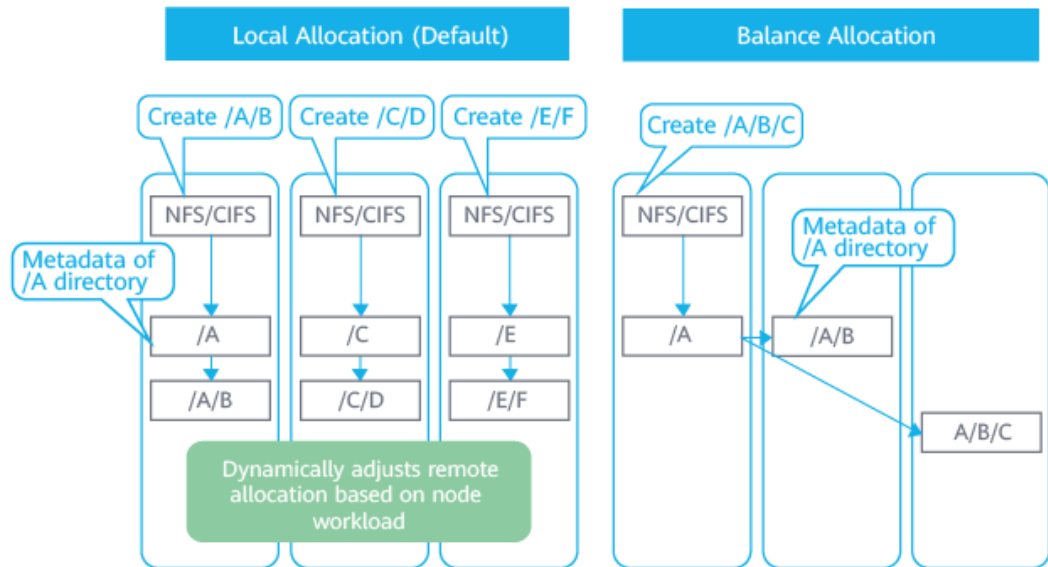 Local Allocation (Default)
Balance Allocation
Create /A/B
Create /C/D
Create /E/F
Create /A/B/C
NFS/CIFS
NFS/CIFS
NFS/CIFS
NFS/CIFS
Metadata of
/A directory
Metadata of
/A directory
/A
/C
/E
/A
/A/B
/A/B
/C/D
/E/F
A/B/C
Dynamically adjusts remote
allocation based on node
workload